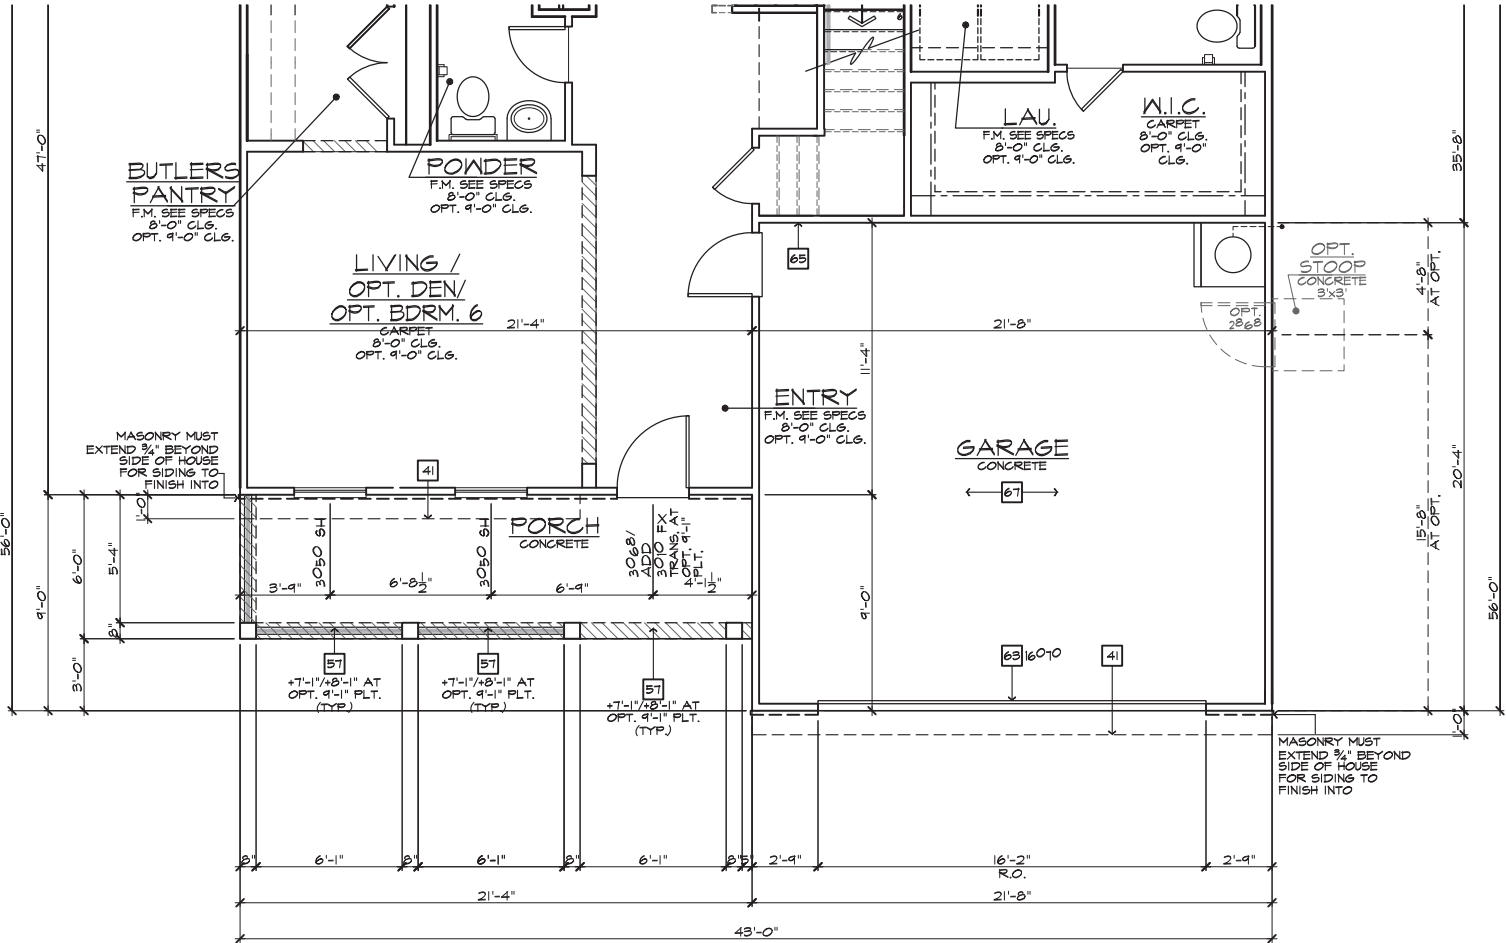 6
47'-0"
BUTLERS
PANTRY
F.M. SEE SPECS
8'-0" CLG.
OPT. 9'-0" CLG.
POWDER
F.M. SEE SPECS
8'-0" CLG.
OPT. 9'-0" CLG.
LAU.
F.M. SEE SPECS
8'-0" CLG.
OPT. 9'-0" CLG.
W.I.C.
CARPET
8'-0" CLG.
OPT. 9'-0"
CLG.
35'-8"
LIVING /
OPT. DEN/
OPT. BDRM. 6
CARPET
8'-0" CLG.
OPT. 9'-0" CLG.
21'-4"
65
21'-8"
OPT.
STOOP
CONCRETE
3'x3'
OPT.
2868
4'-8"
AT OPT.
11'-4"
ENTRY
F.M. SEE SPECS
8'-0" CLG.
OPT. 9'-0" CLG.
GARAGE
CONCRETE
67
20'-4"
15'-8"
AT OPT.
MASONRY MUST
EXTEND ¾" BEYOND
SIDE OF HOUSE
FOR SIDING TO
FINISH INTO
41
1'-0"
PORCH
CONCRETE
3050 SH
3050 SH
3068/
ADD
3010 FX
TRANS. AT
OPT. 9'-1"
PLT.
56'-0"
9'-0"
6'-0"
5'-4"
8"
3'-0"
3'-9"
6'-8½"
6'-9"
4'-1½"
9'-0"
56'-0"
57
+7'-1"/+8'-1" AT
OPT. 9'-1" PLT.
(TYP.)
57
+7'-1"/+8'-1" AT
OPT. 9'-1" PLT.
(TYP.)
57
+7'-1"/+8'-1" AT
OPT. 9'-1" PLT.
(TYP.)
63
16070
41
1'-0"
MASONRY MUST
EXTEND ¾" BEYOND
SIDE OF HOUSE
FOR SIDING TO
FINISH INTO
8"
6'-1"
8"
6'-1"
8"
6'-1"
8"
5"
2'-9"
16'-2"
R.O.
2'-9"
21'-4"
21'-8"
43'-0"